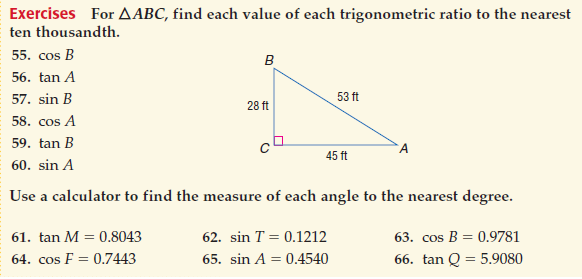 Exercises For △ABC, find each value of each trigonometric ratio to the nearest
ten thousandth.
55. cos B
56. tan A
57. sin B
58. cos A
59. tan B
60. sin A
B
28 ft
53 ft
C
45 ft
A
Use a calculator to find the measure of each angle to the nearest degree.
61. tan M = 0.8043 62. sin T = 0.1212 63. cos B = 0.9781
64. cos F = 0.7443 65. sin A = 0.4540 66. tan Q = 5.9080